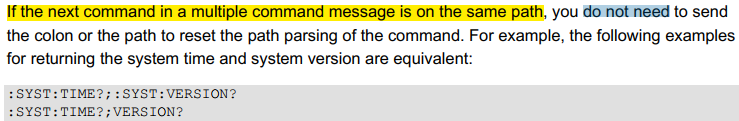 If the next command in a multiple command message is on the same path, you do not need to send
the colon or the path to reset the path parsing of the command. For example, the following examples
for returning the system time and system version are equivalent:
:SYST:TIME?;:SYST:VERSION?
:SYST:TIME?;VERSION?